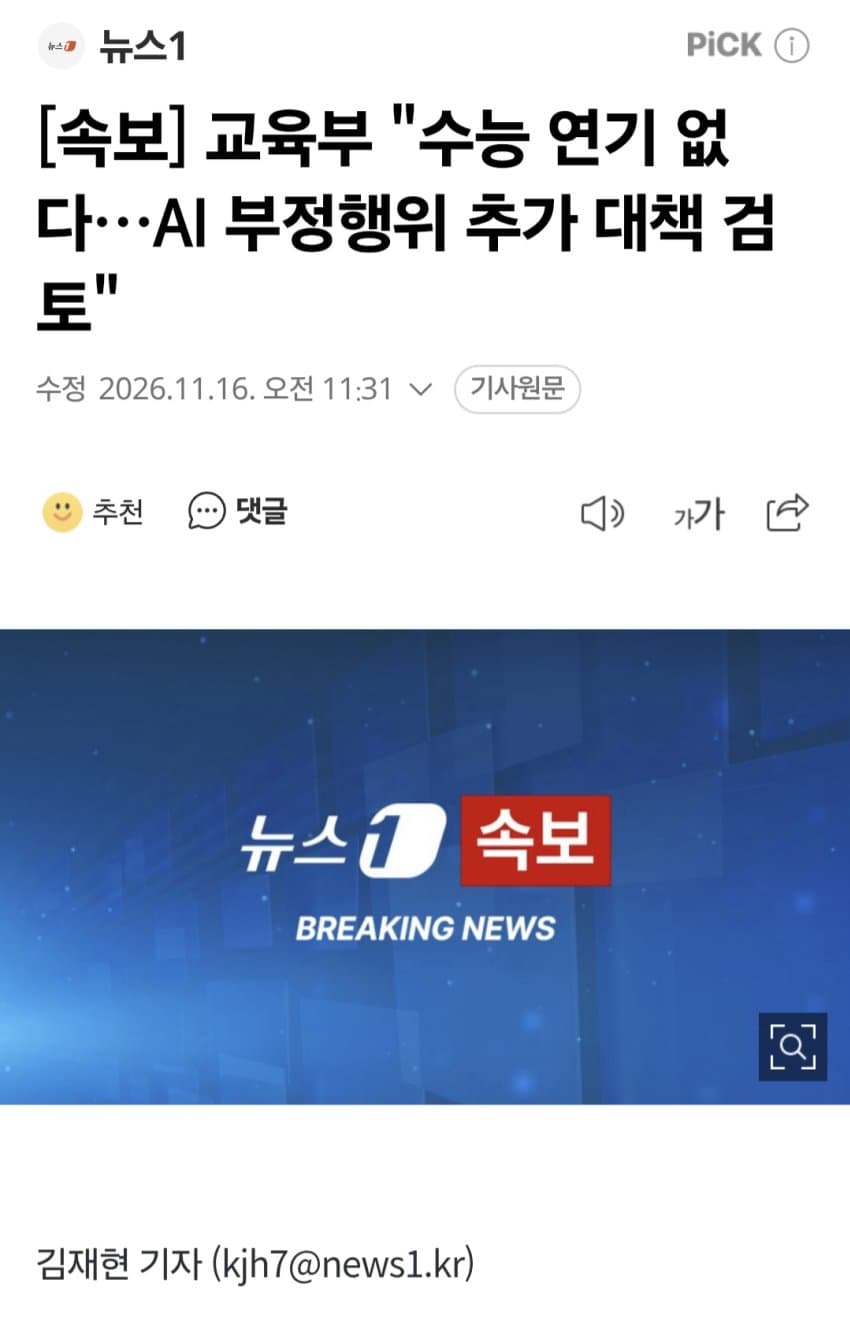 뉴스1
PiCK
[속보] 교육부 "수능 연기 없
다…AI 부정행위 추가 대책 검
토"
수정 2026.11.16. 오전 11:31
기사원문
추천
댓글
가가
뉴스1 속보
BREAKING NEWS
김재현 기자 (kjh7@news1.kr)